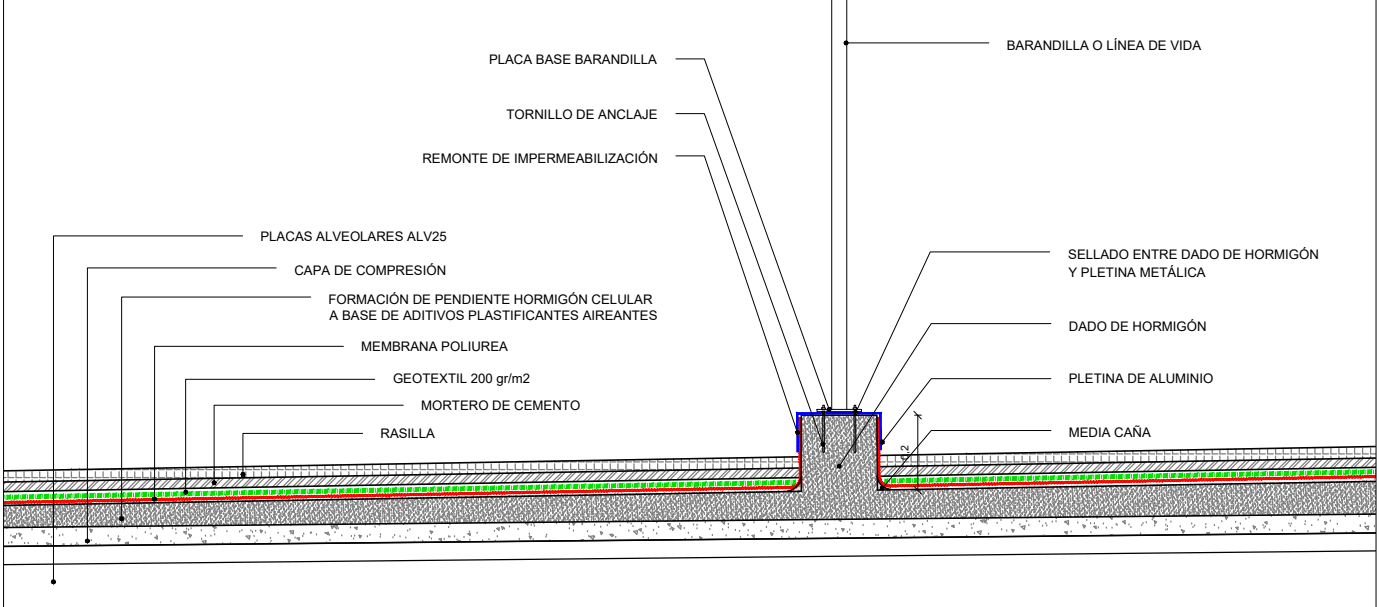 BARANDILLA O LÍNEA DE VIDA
PLACA BASE BARANDILLA
TORNILLO DE ANCLAJE
REMONTE DE IMPERMEABILIZACIÓN
PLACAS ALVEOLARES ALV25
CAPA DE COMPRESIÓN
FORMACIÓN DE PENDIENTE HORMIGÓN CELULAR
A BASE DE ADITIVOS PLASTIFICANTES AIREANTES
MEMBRANA POLIUREA
GEOTEXTIL 200 gr/m2
MORTERO DE CEMENTO
RASILLA
SELLADO ENTRE DADO DE HORMIGÓN
Y PLETINA METÁLICA
DADO DE HORMIGÓN
PLETINA DE ALUMINIO
MEDIA CAÑA